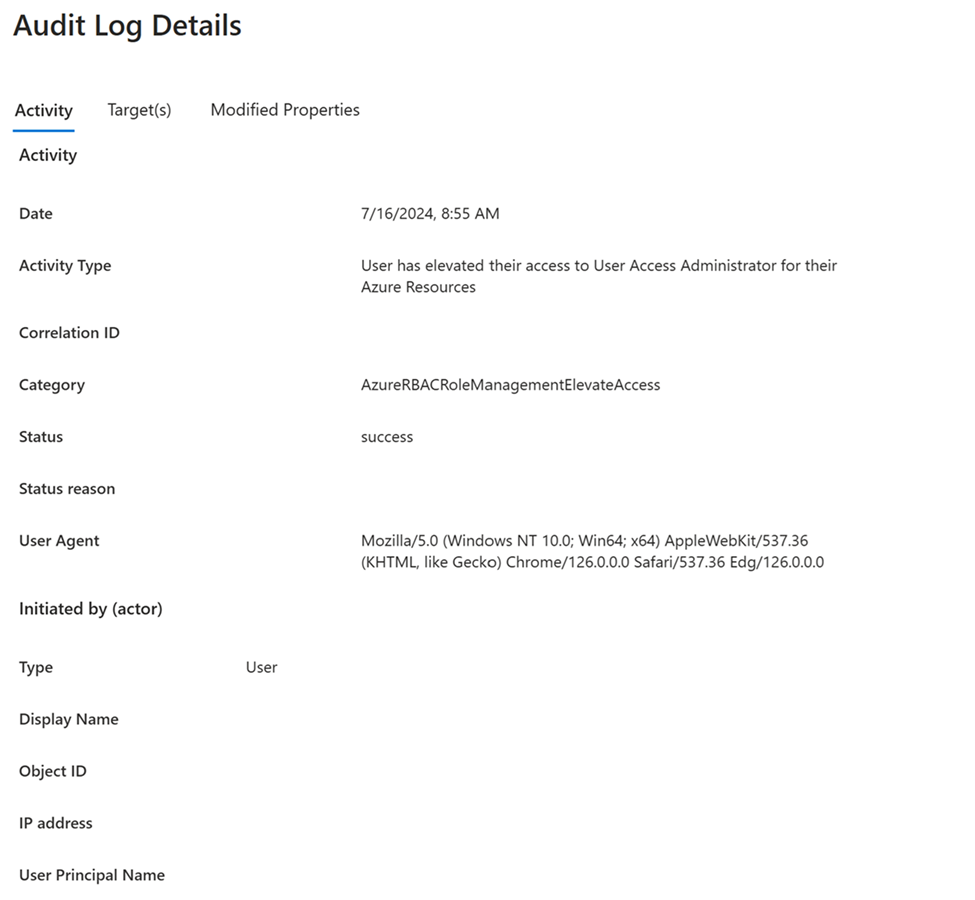 Audit Log Details
Activity Target(s) Modified Properties
Activity
Date 7/16/2024, 8:55 AM
Activity Type User has elevated their access to User Access Administrator for their
Azure Resources
Correlation ID
Category AzureRBACRoleManagementElevateAccess
Status success
Status reason
User Agent Mozilla/5.0 (Windows NT 10.0; Win64; x64) AppleWebKit/537.36
(KHTML, like Gecko) Chrome/126.0.0.0 Safari/537.36 Edg/126.0.0.0
Initiated by (actor)
Type User
Display Name
Object ID
IP address
User Principal Name